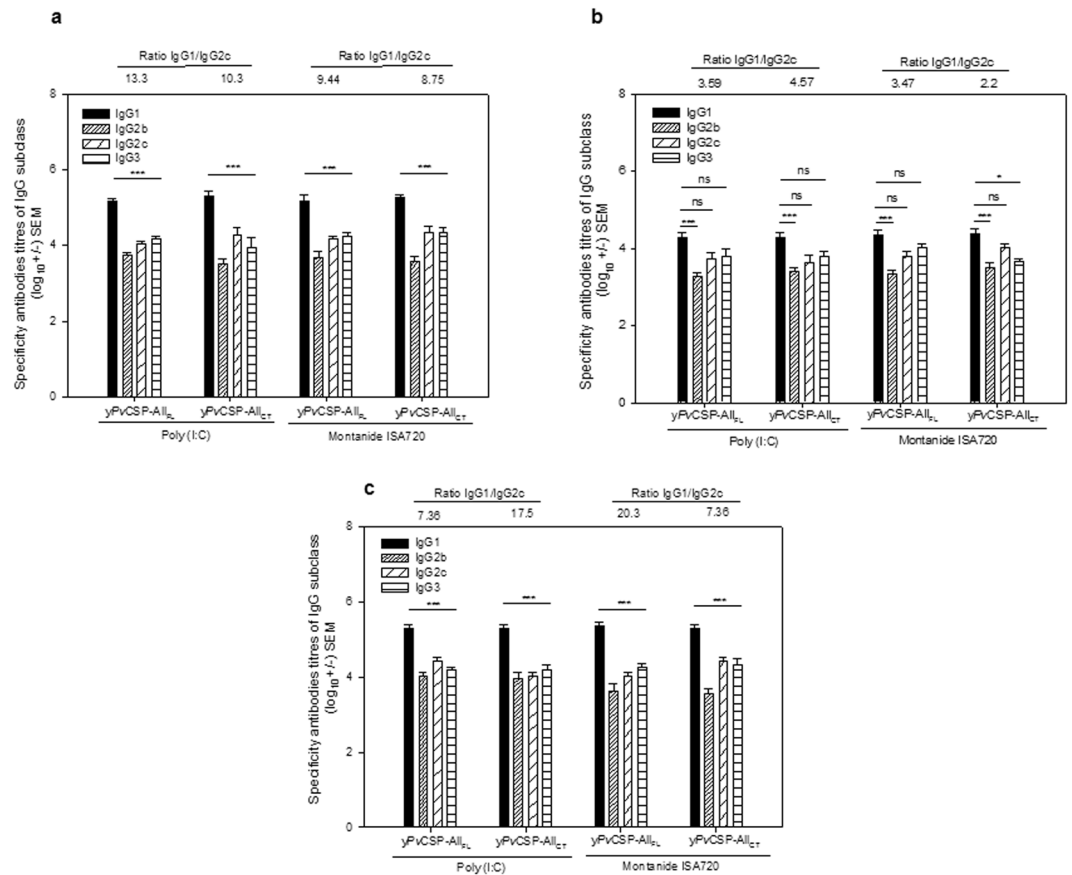 a
Ratio IgG1/IgG2c Ratio IgG1/IgG2c
13.3 10.3 9.44 8.75
Specificity antibodies titres of IgG subclass
(log10 +/-) SEM
8
6
4
2
0
IgG1
IgG2b
IgG2c
IgG3
*** *** *** ***
yPvCSP-AllFL yPvCSP-AllCT yPvCSP-AllFL yPvCSP-AllCT
Poly (I:C) Montanide ISA720
b
Ratio IgG1/IgG2c Ratio IgG1/IgG2c
3.59 4.57 3.47 2.2
Specificity antibodies titres of IgG subclass
(log10 +/-) SEM
8
6
4
2
0
IgG1
IgG2b
IgG2c
IgG3
ns ns ns *
ns ns ns ns
*** *** *** ***
yPvCSP-AllFL yPvCSP-AllCT yPvCSP-AllFL yPvCSP-AllCT
Poly (I:C) Montanide ISA720
c
Ratio IgG1/IgG2c Ratio IgG1/IgG2c
7.36 17.5 20.3 7.36
Specificity antibodies titres of IgG subclass
(log10 +/-) SEM
8
6
4
2
0
IgG1
IgG2b
IgG2c
IgG3
*** *** *** ***
yPvCSP-AllFL yPvCSP-AllCT yPvCSP-AllFL yPvCSP-AllCT
Poly (I:C) Montanide ISA720